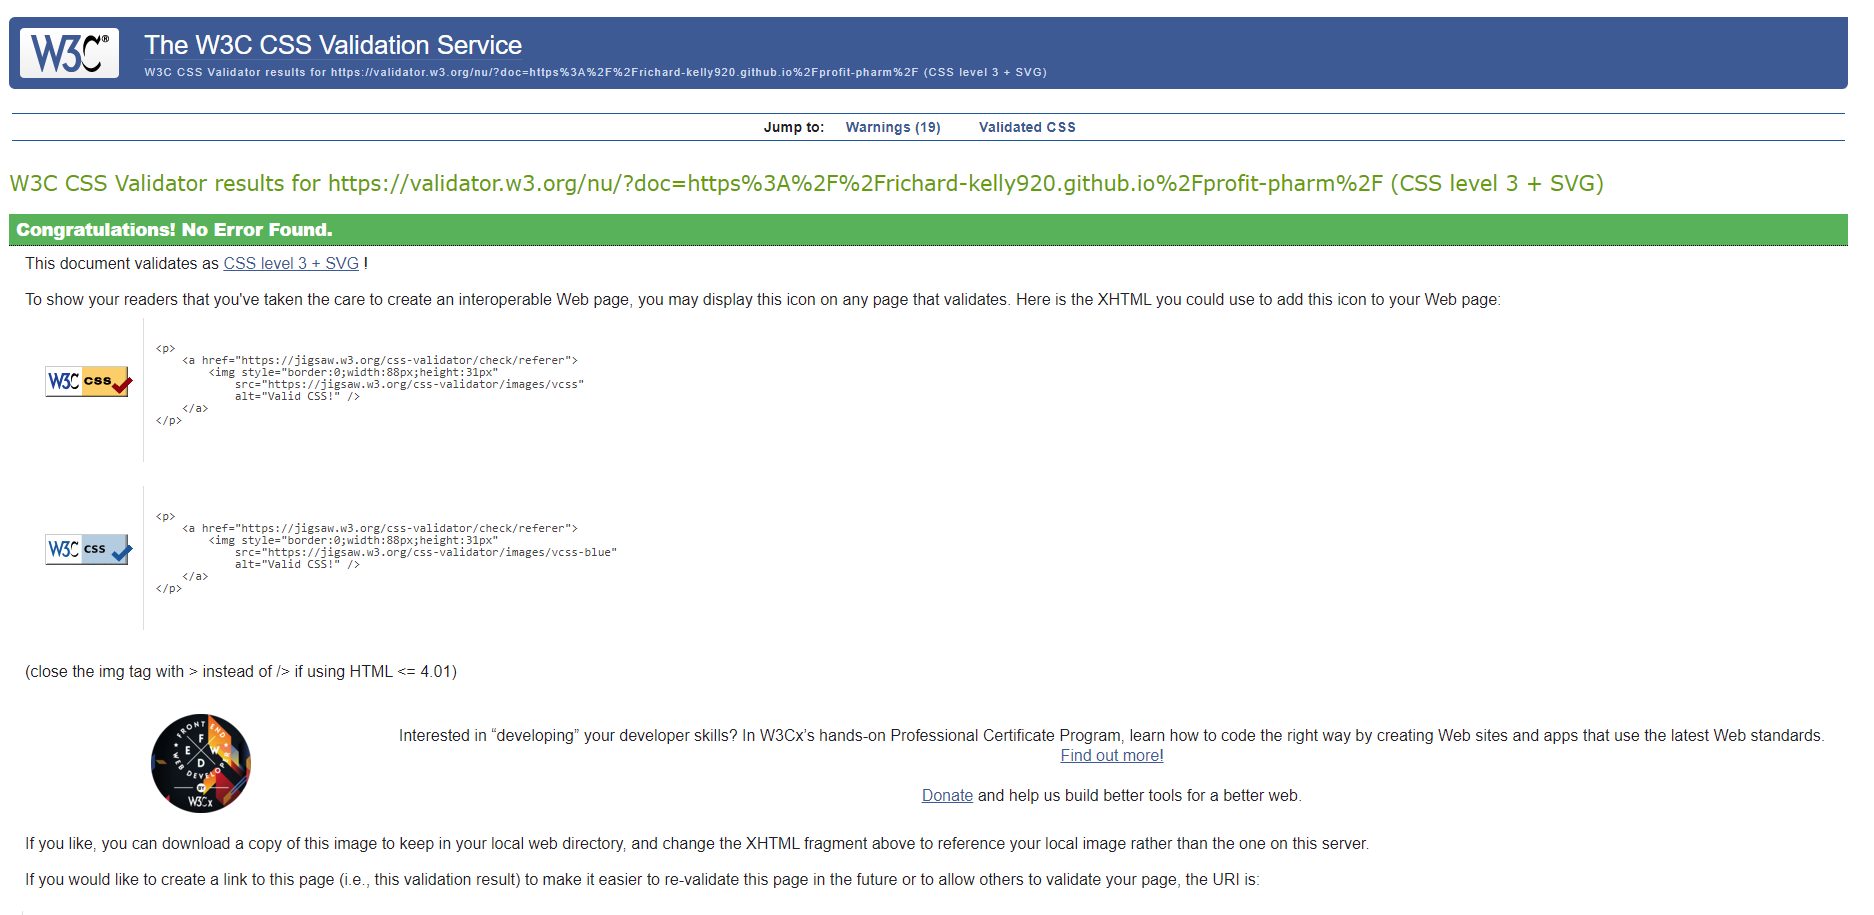 W3C®
The W3C CSS Validation Service
W3C CSS Validator results for https://validator.w3.org/nu/?doc=https%3A%2F%2Frichard-kelly920.github.io%2Fprofit-pharm%2F (CSS level 3 + SVG)
Jump to: Warnings (19) Validated CSS
W3C CSS Validator results for https://validator.w3.org/nu/?doc=https%3A%2F%2Frichard-kelly920.github.io%2Fprofit-pharm%2F (CSS level 3 + SVG)
Congratulations! No Error Found.
This document validates as CSS level 3 + SVG !
To show your readers that you've taken the care to create an interoperable Web page, you may display this icon on any page that validates. Here is the XHTML you could use to add this icon to your Web page:
<p>
<a href="https://jigsaw.w3.org/css-validator/check/referer">
<img style="border:0;width:88px;height:31px"
W3C css
src="https://jigsaw.w3.org/css-validator/images/vcss"
alt="Valid CSS!" />
</a>
</p>
<p>
<a href="https://jigsaw.w3.org/css-validator/check/referer">
<img style="border:0;width:88px;height:31px"
W3C css
src="https://jigsaw.w3.org/css-validator/images/vcss-blue"
alt="Valid CSS!" />
</a>
</p>
(close the img tag with > instead of /> if using HTML <= 4.01)
FRONT END
F
E W
D
WEB DEVELOPER
BY
W3Cx
Interested in “developing” your developer skills? In W3Cx’s hands-on Professional Certificate Program, learn how to code the right way by creating Web sites and apps that use the latest Web standards.
Find out more!
Donate and help us build better tools for a better web.
If you like, you can download a copy of this image to keep in your local web directory, and change the XHTML fragment above to reference your local image rather than the one on this server.
If you would like to create a link to this page (i.e., this validation result) to make it easier to re-validate this page in the future or to allow others to validate your page, the URI is: